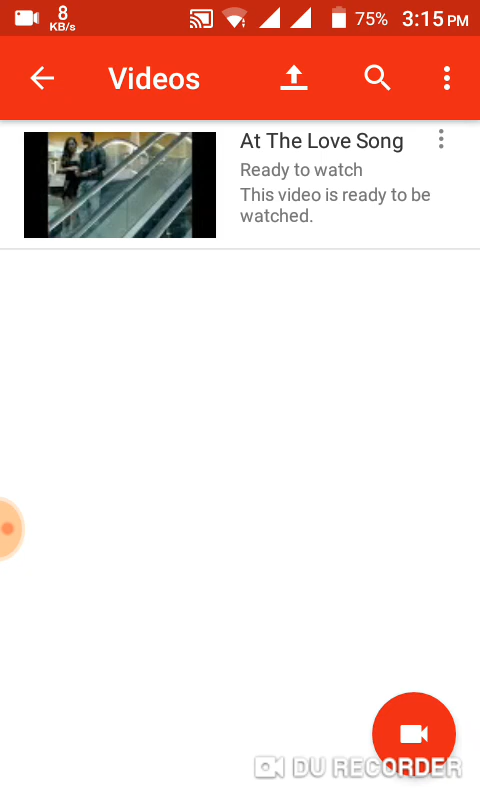 8
KB/s
75%
3:15 PM
Videos
At The Love Song
Ready to watch
This video is ready to be
watched.
DU RECORDER